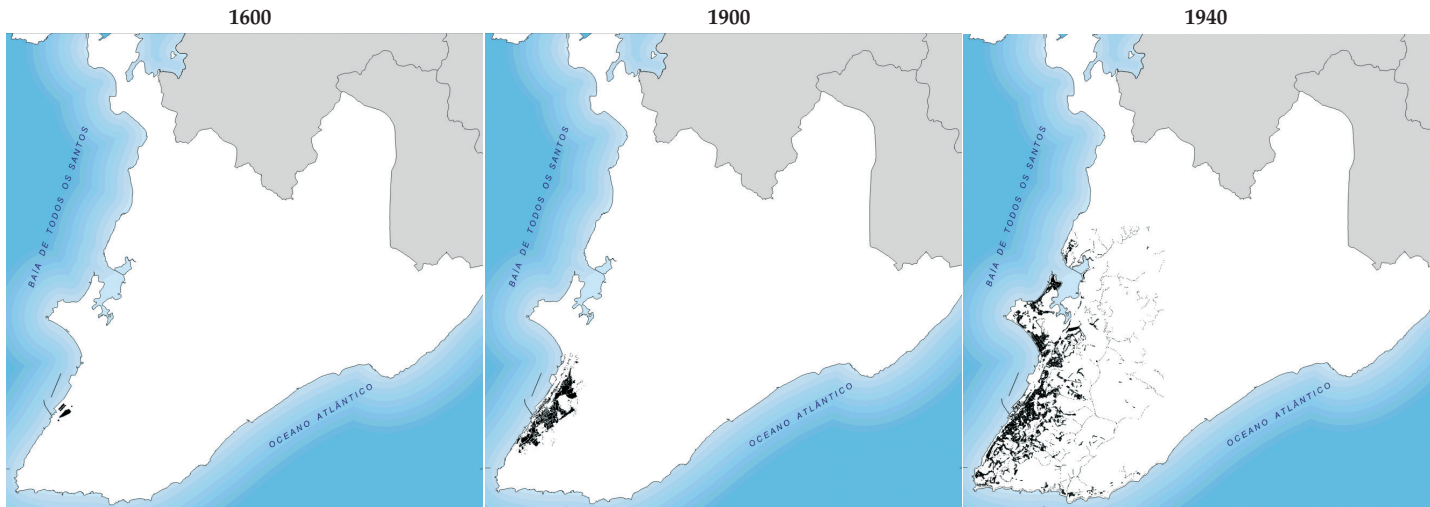 1600
1900
1940
BAÍA DE TODOS OS SANTOS
OCEANO ATLÂNTICO
BAÍA DE TODOS OS SANTOS
OCEANO ATLÂNTICO
BAÍA DE TODOS OS SANTOS
OCEANO ATLÂNTICO